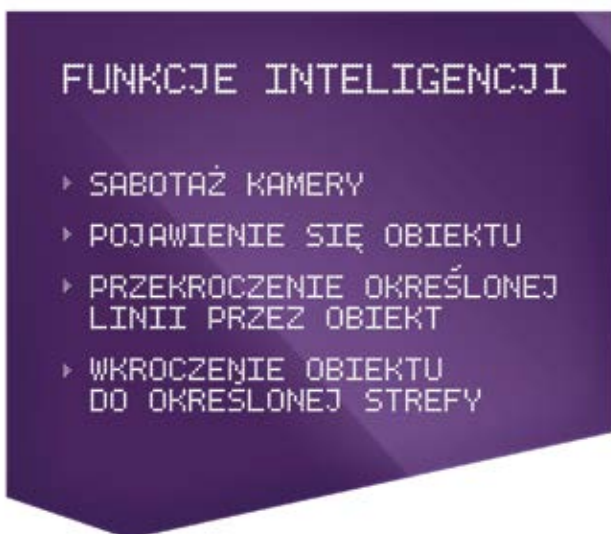 FUNKCJE INTELIGENCJI
SABOTAŻ KAMERY
POJAWIENIE SIĘ OBIEKTU
PRZEKROCZENIE OKREŚLONEJ
LINII PRZEZ OBIEKT
WKROCZENIE OBIEKTU
DO OKREŚLONEJ STREFY